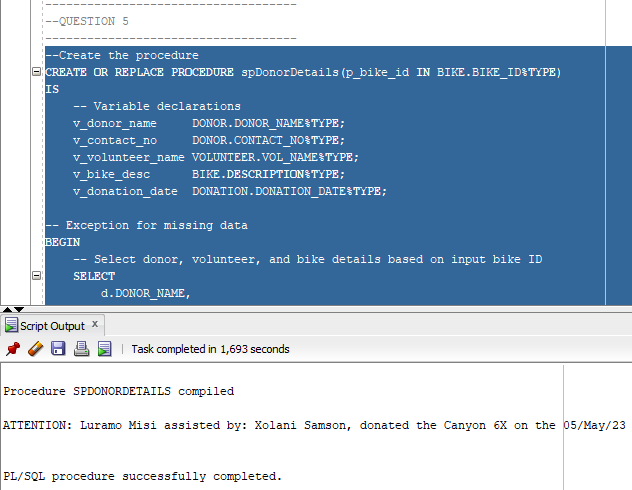 -----------------------------------
--QUESTION 5
-----------------------------------
--Create the procedure
CREATE OR REPLACE PROCEDURE spDonorDetails(p_bike_id IN BIKE.BIKE_ID%TYPE)
IS
    -- Variable declarations
    v_donor_name     DONOR.DONOR_NAME%TYPE;
    v_contact_no     DONOR.CONTACT_NO%TYPE;
    v_volunteer_name VOLUNTEER.VOL_NAME%TYPE;
    v_bike_desc      BIKE.DESCRIPTION%TYPE;
    v_donation_date  DONATION.DONATION_DATE%TYPE;
-- Exception for missing data
BEGIN
    -- Select donor, volunteer, and bike details based on input bike ID
    SELECT
        d.DONOR_NAME,
Script Output x
Task completed in 1,693 seconds
Procedure SPDONORDETAILS compiled
ATTENTION: Luramo Misi assisted by: Xolani Samson, donated the Canyon 6X on the 05/May/23
PL/SQL procedure successfully completed.